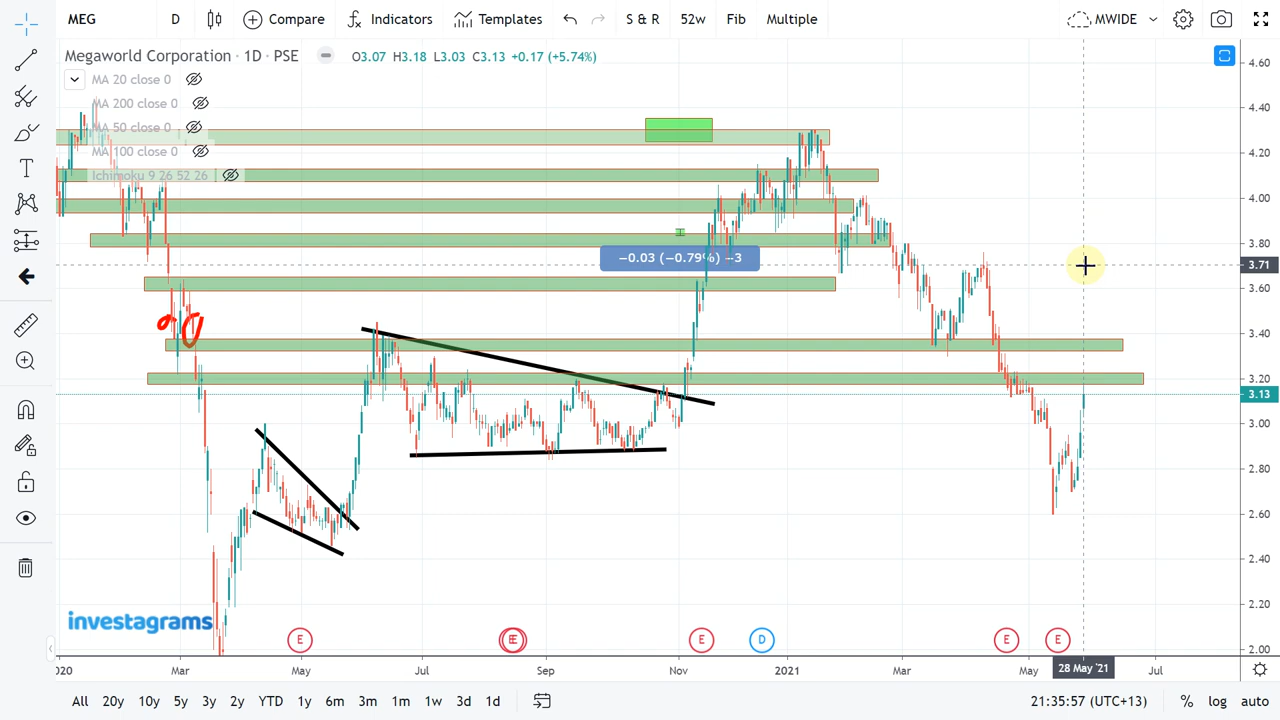 MEG D Compare Indicators Templates S & R 52w Fib Multiple MWIDE
Megaworld Corporation · 1D · PSE O3.07 H3.18 L3.03 C3.13 +0.17 (+5.74%)
MA 20 close 0
MA 200 close 0
MA 50 close 0
MA 100 close 0
Ichimoku 9 26 52 26
4.60
4.40
4.20
4.00
3.80
3.71
3.60
3.40
3.20
3.13
3.00
2.80
2.60
2.40
2.20
2.00
−0.03 (−0.79%) −3
investagrams
E E E D E E
2020 Mar May Jul Sep Nov 2021 Mar May 28 May '21 Jul
All 20y 10y 5y 3y 2y YTD 1y 6m 3m 1m 1w 3d 1d 21:35:57 (UTC+13) % log auto